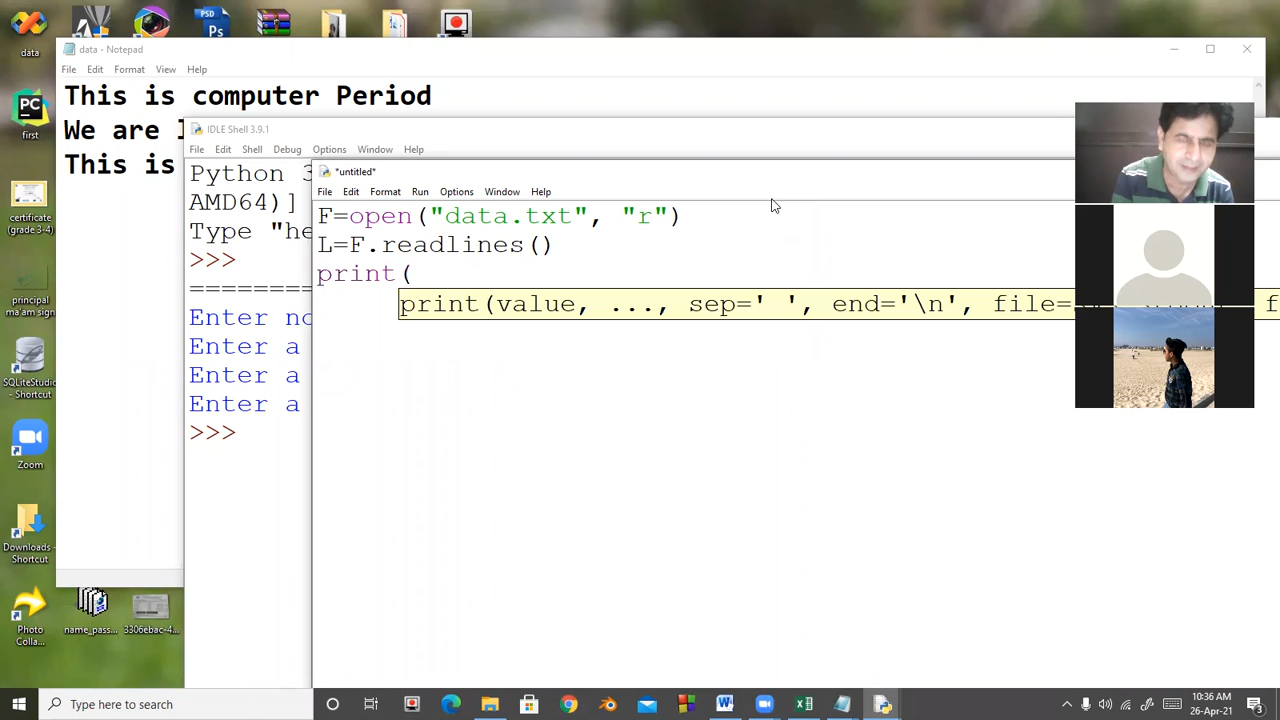 data
PSD
Ps
data - Notepad
File Edit Format View Help
This is computer Period
We are
This is
PC
first
certificate
(grade 3-4)
principal
ma'am sign
SQLiteStudio
- Shortcut
Zoom
Downloads -
Shortcut
Photo
Colla...
name_pass...
3306ebac-4...
IDLE Shell 3.9.1
File Edit Shell Debug Options Window Help
Python 3
AMD64)]
Type "he
>>>
Enter no
Enter a
Enter a
Enter a
>>>
*untitled*
File Edit Format Run Options Window Help
F=open("data.txt", "r")
L=F.readlines()
print(
print(value, ..., sep=' ', end='\n', file=
Type here to search
10:36 AM
26-Apr-21
3